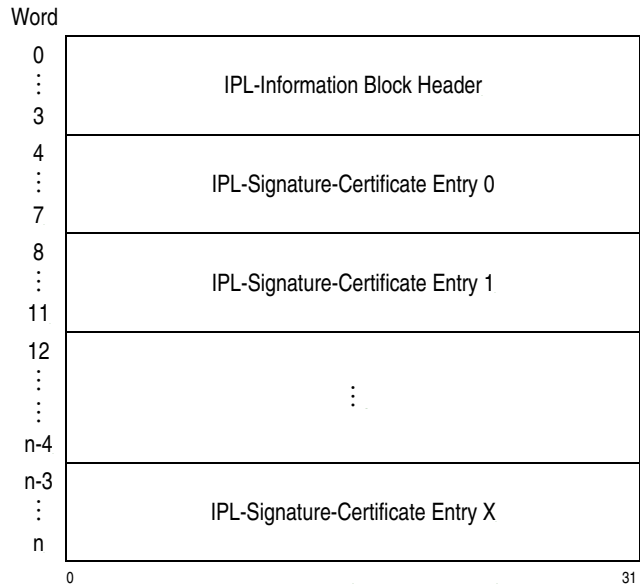 Word
0
⋮
3
IPL-Information Block Header
4
⋮
7
IPL-Signature-Certificate Entry 0
8
⋮
11
IPL-Signature-Certificate Entry 1
12
⋮
⋮
n-4
⋮
n-3
⋮
n
IPL-Signature-Certificate Entry X
0 31